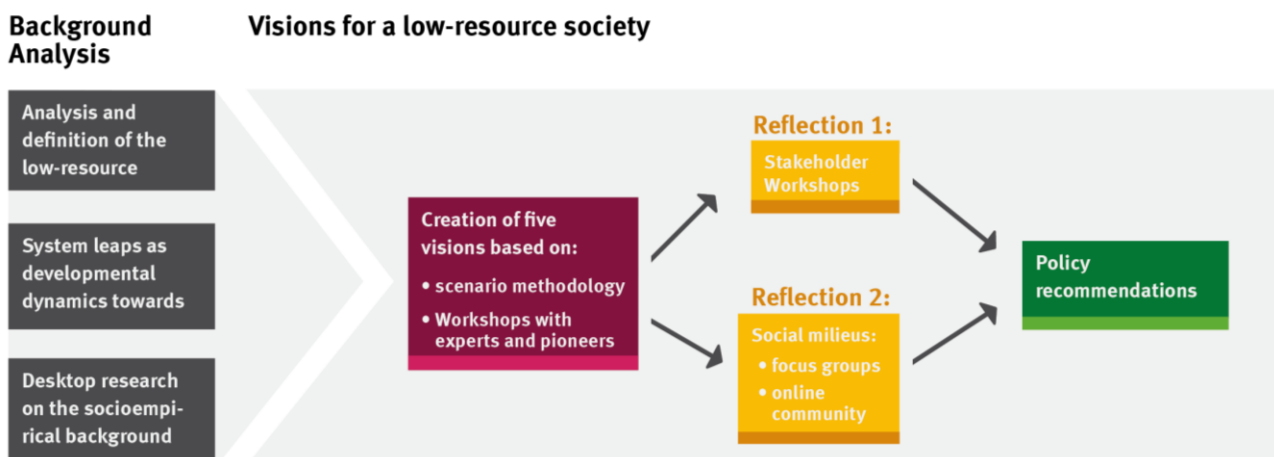 Background
Analysis
Visions for a low-resource society
Analysis and
definition of the
low-resource
System leaps as
developmental
dynamics towards
Desktop research
on the socioempi-
rical background
Creation of five
visions based on:
• scenario methodology
• Workshops with
experts and pioneers
Reflection 1:
Stakeholder
Workshops
Reflection 2:
Social milieus:
• focus groups
• online
community
Policy
recommendations